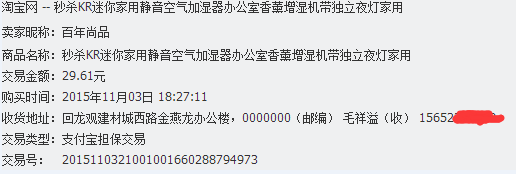 淘宝网 -- 秒杀KR迷你家用静音空气加湿器办公室香薰增湿机带独立夜灯家用
卖家昵称：百年尚品
商品名称：秒杀KR迷你家用静音空气加湿器办公室香薰增湿机带独立夜灯家用
交易金额：29.61元
购买时间：2015年11月03日 18:27:11
收货地址：回龙观建材城西路金燕龙办公楼，0000000（邮编） 毛祥溢（收） 15652
交易类型：支付宝担保交易
交易号： 2015110321001001660288794973